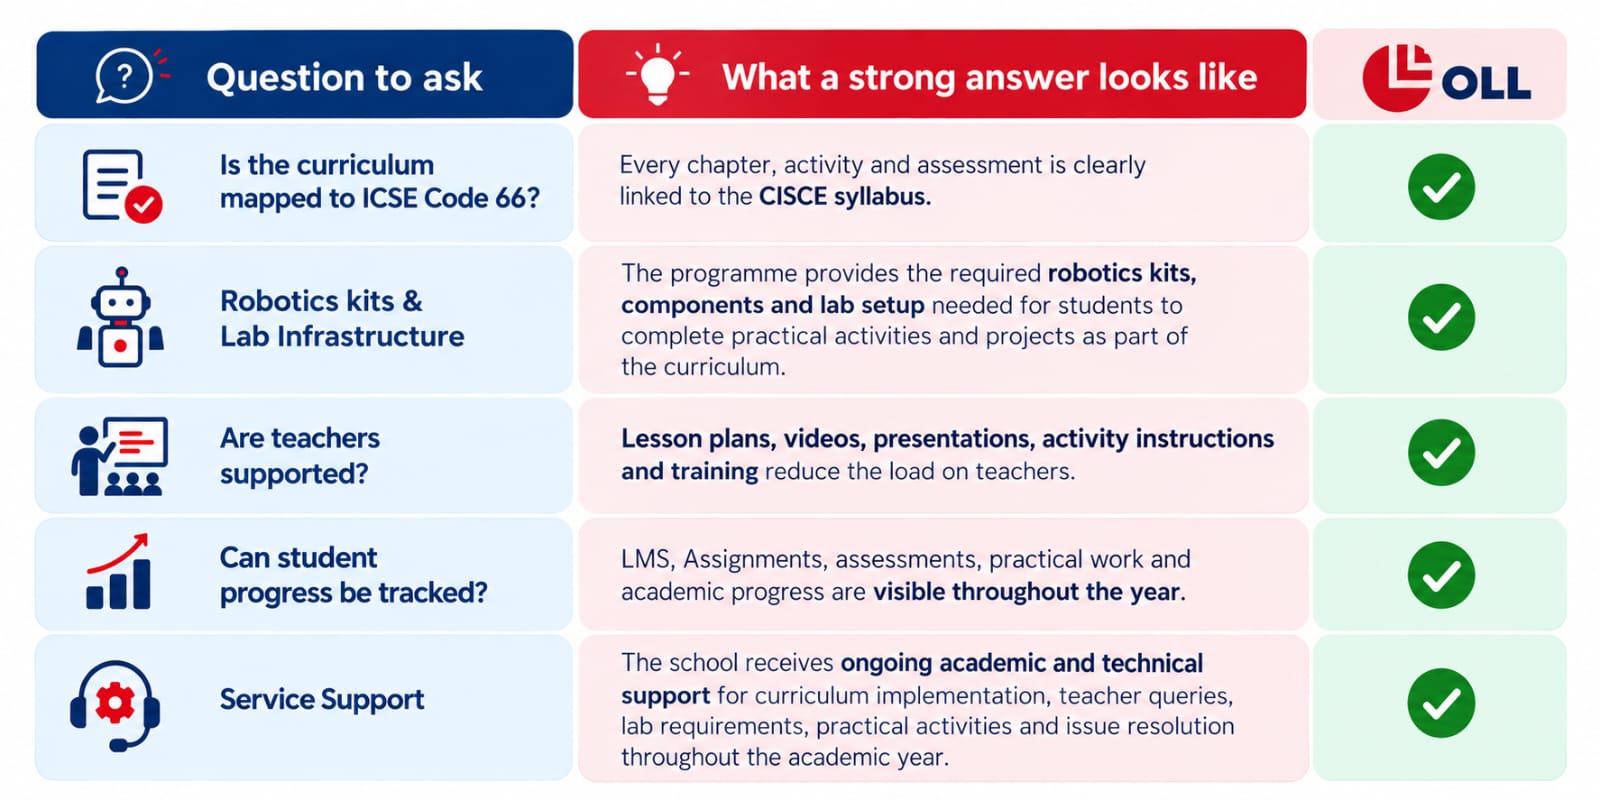 ?
Question to ask
What a strong answer looks like
OLL
Is the curriculum
mapped to ICSE Code 66?
Every chapter, activity and assessment is clearly
linked to the CISCE syllabus.
Robotics kits &
Lab Infrastructure
The programme provides the required robotics kits,
components and lab setup needed for students to
complete practical activities and projects as part of
the curriculum.
Are teachers
supported?
Lesson plans, videos, presentations, activity instructions
and training reduce the load on teachers.
Can student
progress be tracked?
LMS, Assignments, assessments, practical work and
academic progress are visible throughout the year.
Service Support
The school receives ongoing academic and technical
support for curriculum implementation, teacher queries,
lab requirements, practical activities and issue resolution
throughout the academic year.